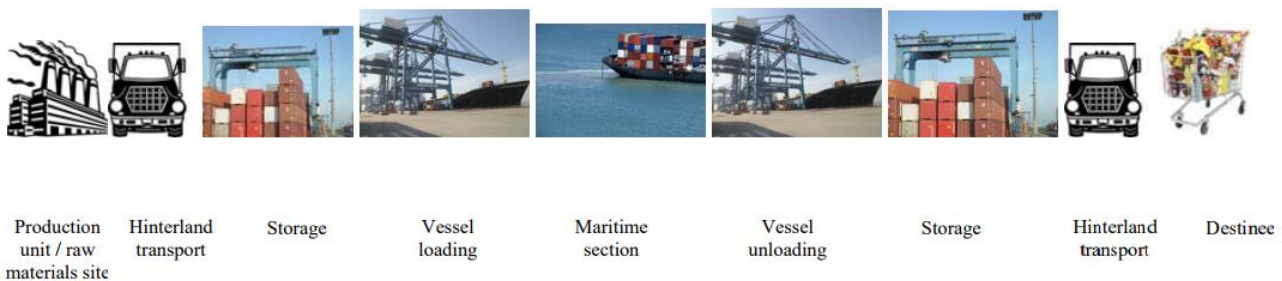 Production
unit / raw
materials site
Hinterland
transport
Storage
Vessel
loading
Maritime
section
Vessel
unloading
Storage
Hinterland
transport
Destinee